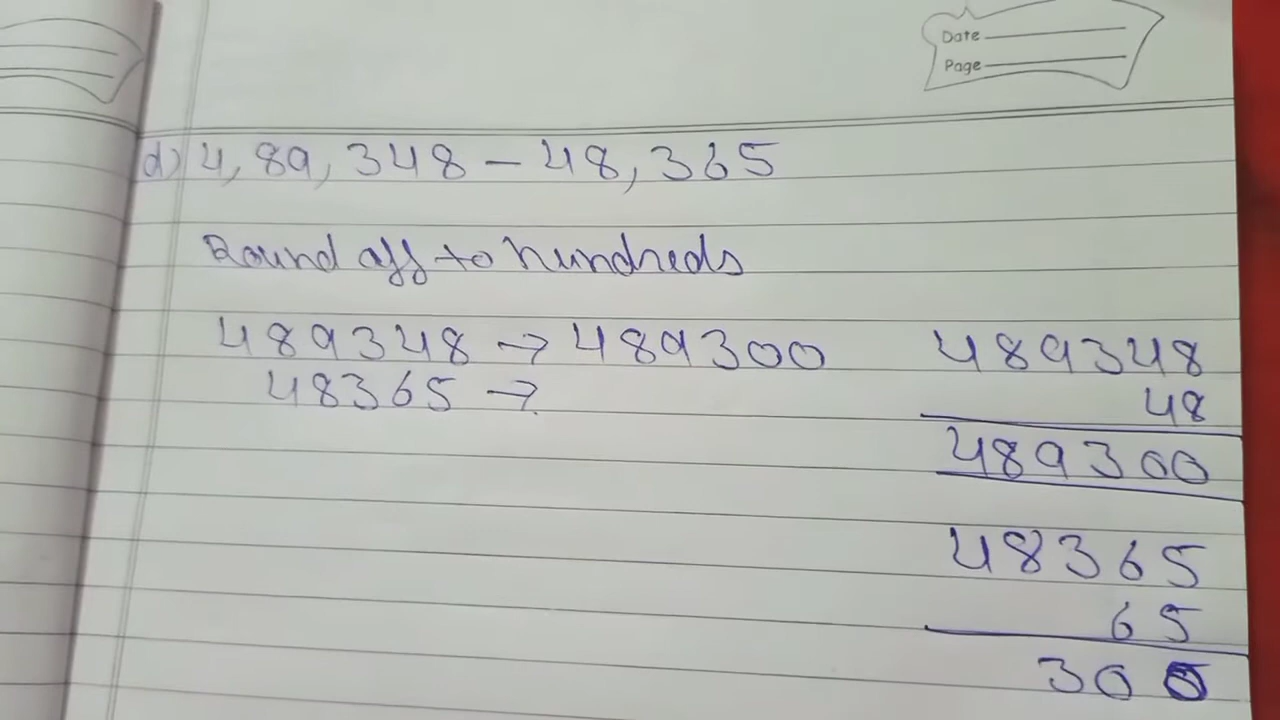 Date
Page
d) 4,89,348 - 48,365
Round off to hundreds
489348 → 489300
48365 →
489348
48
489300
48365
65
300